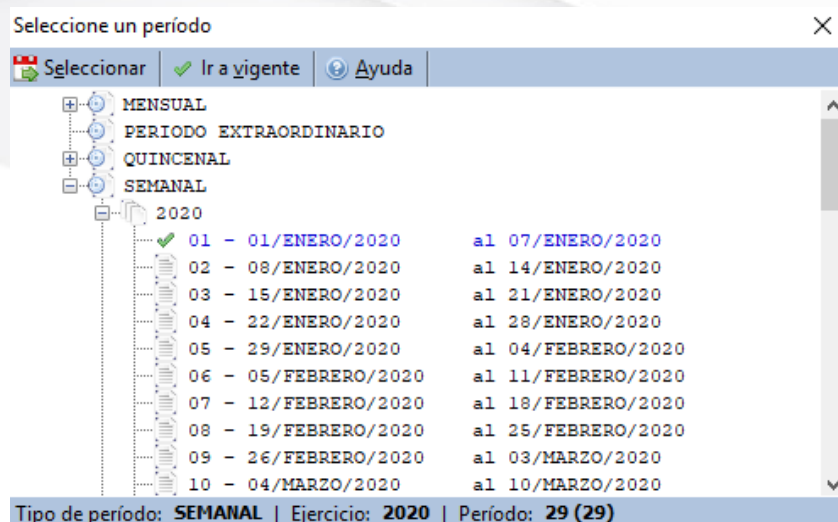 Seleccione un período
Seleccionar Ir a vigente Ayuda
MENSUAL
PERIODO EXTRAORDINARIO
QUINCENAL
SEMANAL
2020
01 - 01/ENERO/2020 al 07/ENERO/2020
02 - 08/ENERO/2020 al 14/ENERO/2020
03 - 15/ENERO/2020 al 21/ENERO/2020
04 - 22/ENERO/2020 al 28/ENERO/2020
05 - 29/ENERO/2020 al 04/FEBRERO/2020
06 - 05/FEBRERO/2020 al 11/FEBRERO/2020
07 - 12/FEBRERO/2020 al 18/FEBRERO/2020
08 - 19/FEBRERO/2020 al 25/FEBRERO/2020
09 - 26/FEBRERO/2020 al 03/MARZO/2020
10 - 04/MARZO/2020 al 10/MARZO/2020
Tipo de período: SEMANAL | Ejercicio: 2020 | Período: 29 (29)